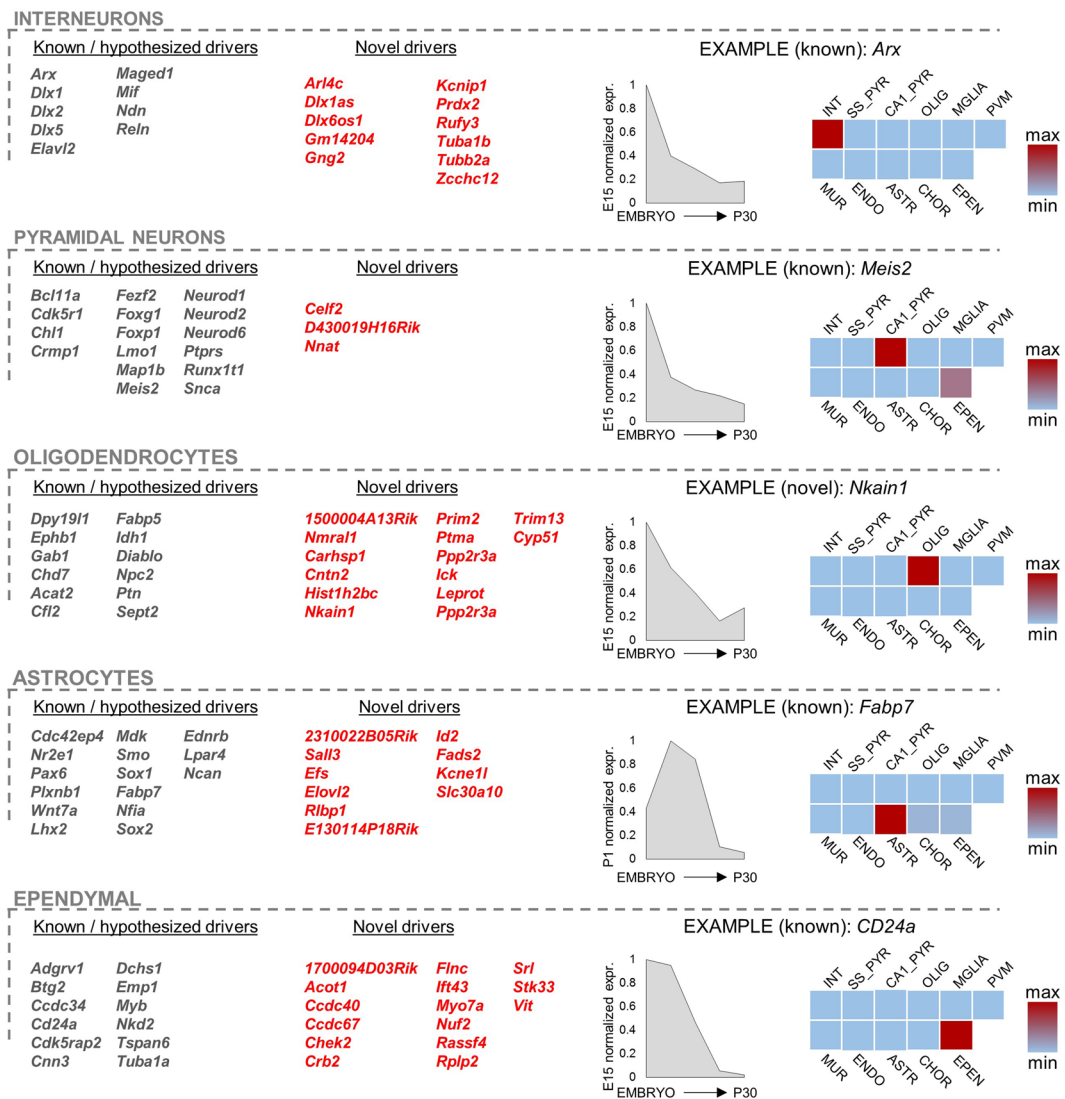 INTERNEURONS
Known / hypothesized drivers
Arx
Dlx1
Dlx2
Dlx5
Elavl2
Maged1
Mif
Ndn
Reln
Novel drivers
Arl4c
Dlx1as
Dlx6os1
Gm14204
Gng2
Kcnip1
Prdx2
Rufy3
Tuba1b
Tubb2a
Zcchc12
EXAMPLE (known): Arx
E15 normalized expr.
1
0.8
0.6
0.4
0.2
0
EMBRYO → P30
INT SS_PYR CA1_PYR OLIG MGLIA PVM
MUR ENDO ASTR CHOR EPEN
max
min
PYRAMIDAL NEURONS
Known / hypothesized drivers
Bcl11a
Cdk5r1
Chl1
Crmp1
Fezf2
Foxg1
Foxp1
Lmo1
Map1b
Meis2
Neurod1
Neurod2
Neurod6
Ptprs
Runx1t1
Snca
Novel drivers
Celf2
D430019H16Rik
Nnat
EXAMPLE (known): Meis2
E15 normalized expr.
1
0.8
0.6
0.4
0.2
0
EMBRYO → P30
INT SS_PYR CA1_PYR OLIG MGLIA PVM
MUR ENDO ASTR CHOR EPEN
max
min
OLIGODENDROCYTES
Known / hypothesized drivers
Dpy19l1
Ephb1
Gab1
Chd7
Acat2
Cfl2
Fabp5
Idh1
Diablo
Npc2
Ptn
Sept2
Novel drivers
1500004A13Rik
Nmral1
Carhsp1
Cntn2
Hist1h2bc
Nkain1
Prim2
Ptma
Ppp2r3a
Ick
Leprot
Ppp2r3a
Trim13
Cyp51
EXAMPLE (novel): Nkain1
E15 normalized expr.
1
0.8
0.6
0.4
0.2
0
EMBRYO → P30
INT SS_PYR CA1_PYR OLIG MGLIA PVM
MUR ENDO ASTR CHOR EPEN
max
min
ASTROCYTES
Known / hypothesized drivers
Cdc42ep4
Nr2e1
Pax6
Plxnb1
Wnt7a
Lhx2
Mdk
Smo
Sox1
Fabp7
Nfia
Sox2
Ednrb
Lpar4
Ncan
Novel drivers
2310022B05Rik
Sall3
Efs
Elovl2
Rlbp1
E130114P18Rik
Id2
Fads2
Kcne1l
Slc30a10
EXAMPLE (known): Fabp7
P1 normalized expr.
1
0.8
0.6
0.4
0.2
0
EMBRYO → P30
INT SS_PYR CA1_PYR OLIG MGLIA PVM
MUR ENDO ASTR CHOR EPEN
max
min
EPENDYMAL
Known / hypothesized drivers
Adgrv1
Btg2
Ccdc34
Cd24a
Cdk5rap2
Cnn3
Dchs1
Emp1
Myb
Nkd2
Tspan6
Tuba1a
Novel drivers
1700094D03Rik
Acot1
Ccdc40
Ccdc67
Chek2
Crb2
Flnc
Ift43
Myo7a
Nuf2
Rassf4
Rplp2
Srl
Stk33
Vit
EXAMPLE (known): CD24a
E15 normalized expr.
1
0.8
0.6
0.4
0.2
0
EMBRYO → P30
INT SS_PYR CA1_PYR OLIG MGLIA PVM
MUR ENDO ASTR CHOR EPEN
max
min